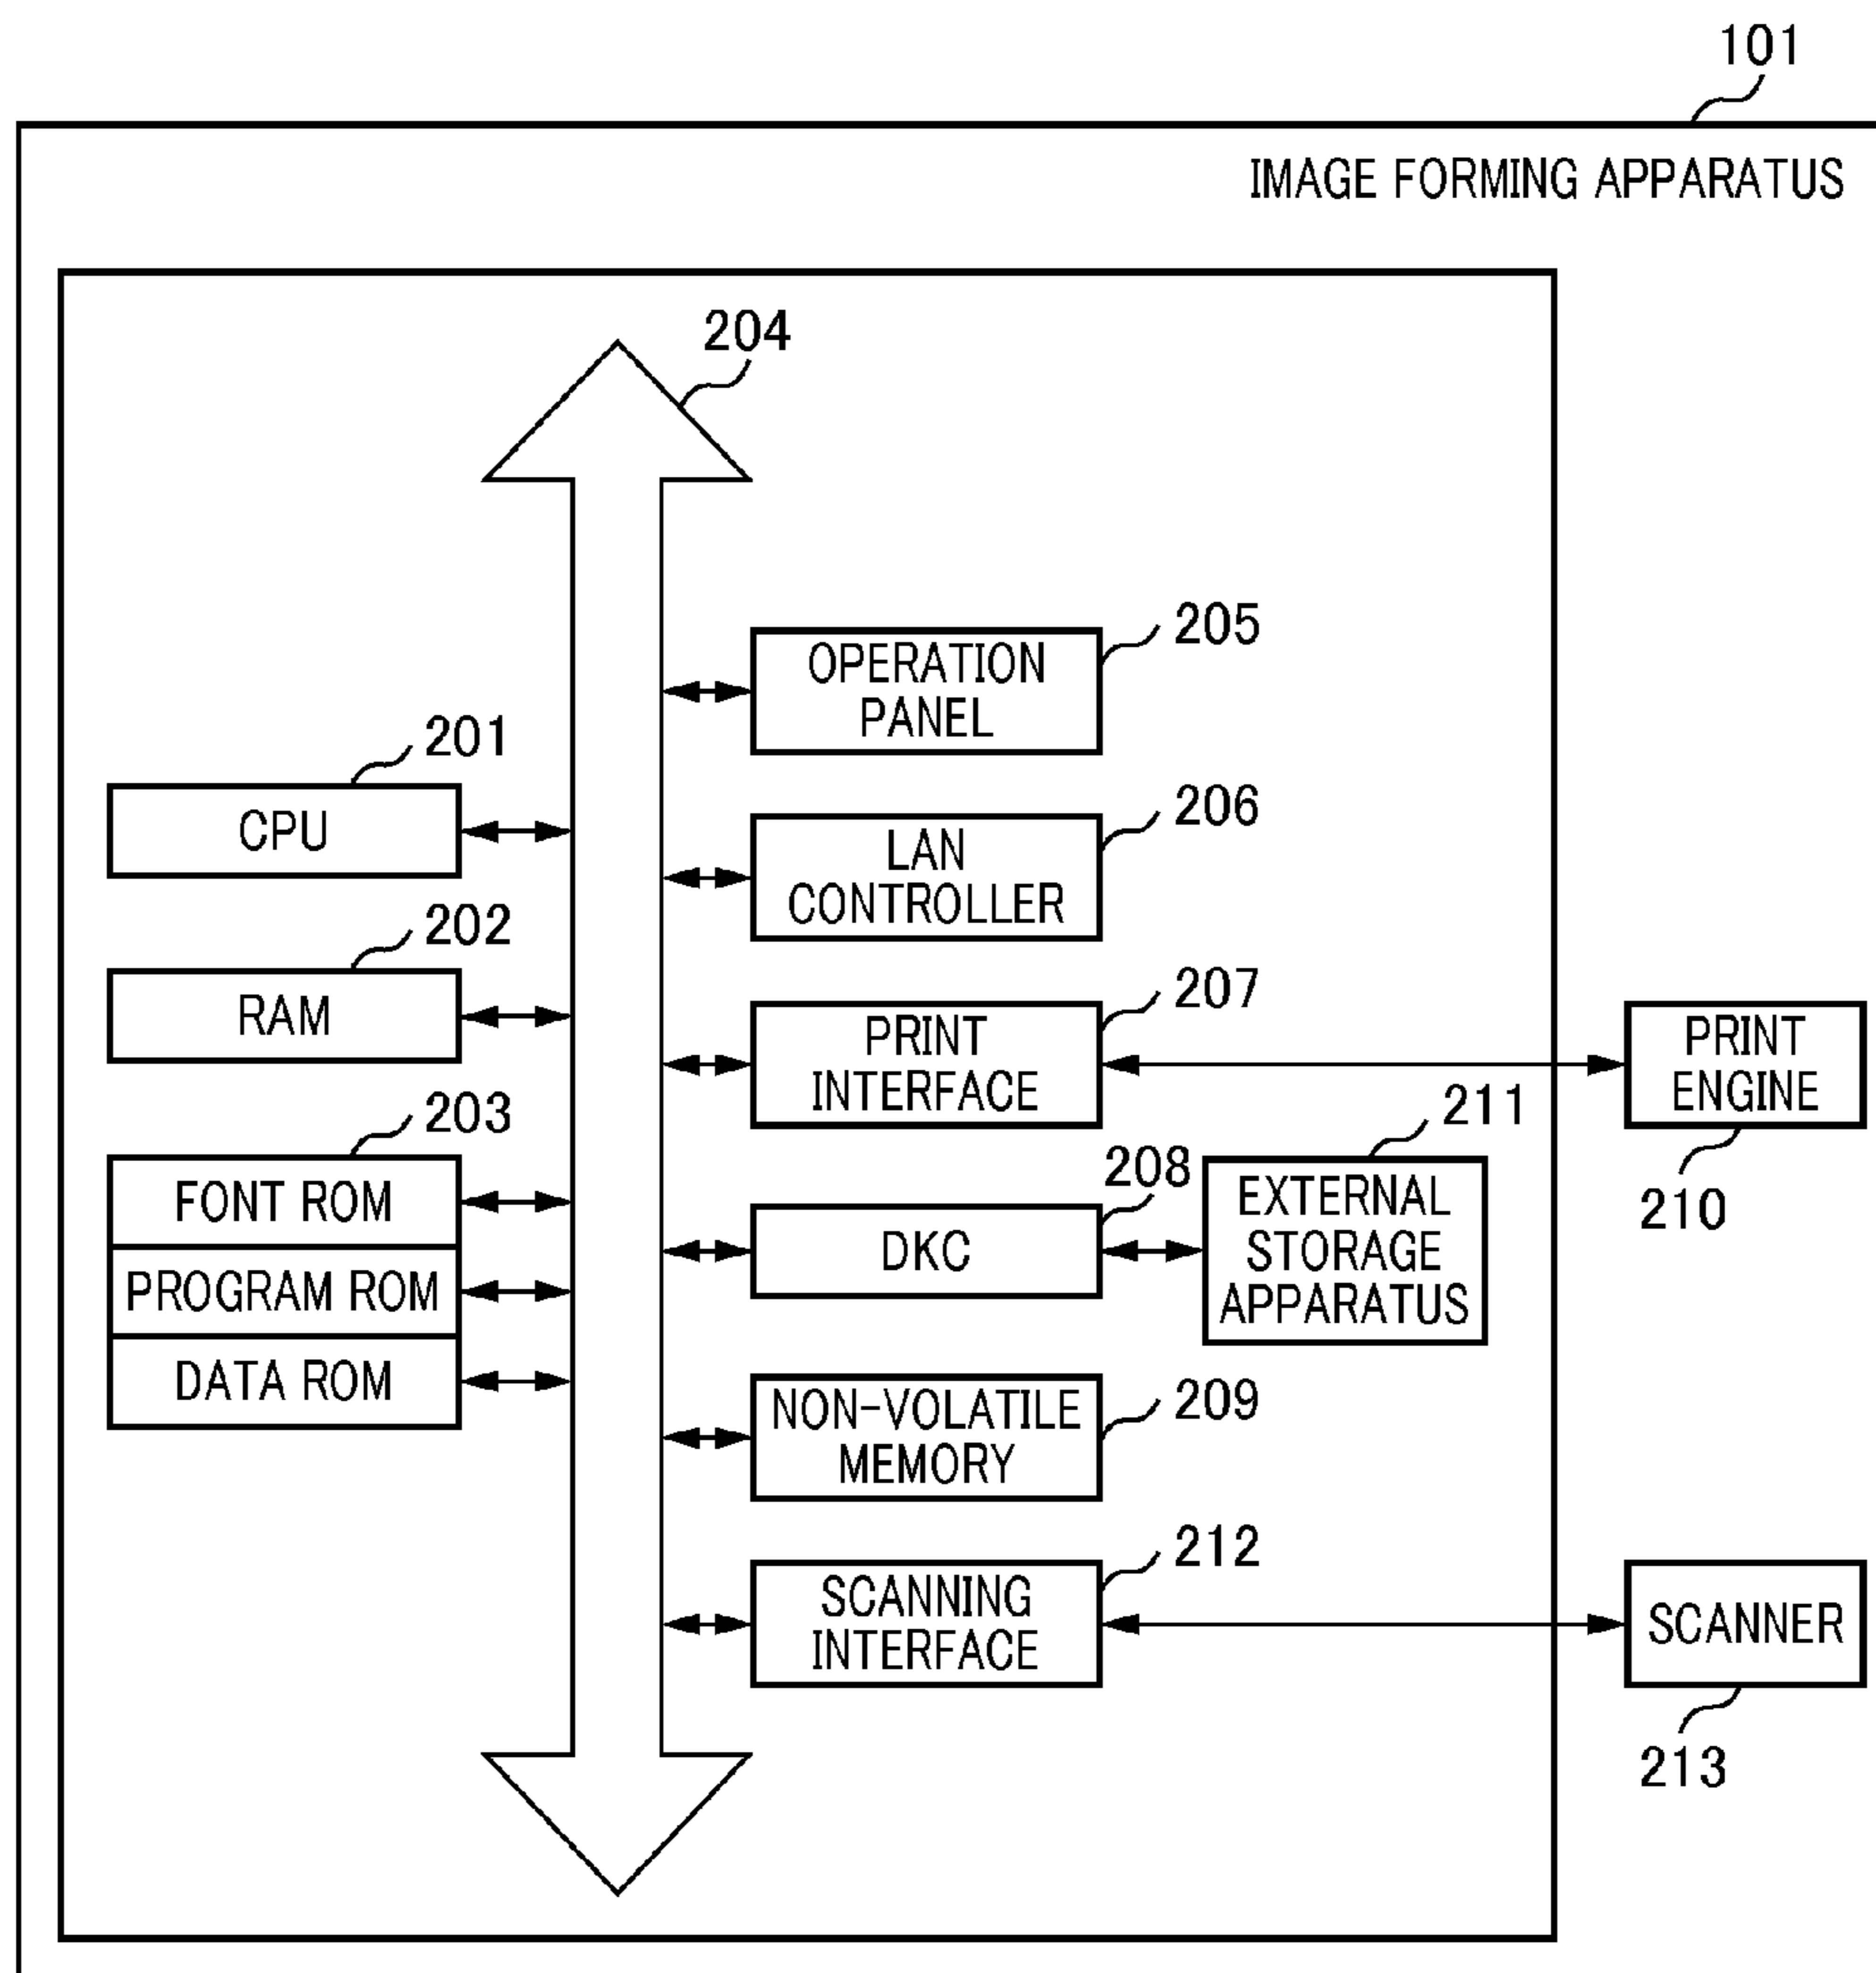 101
IMAGE FORMING APPARATUS
204
205
OPERATION
PANEL
201
CPU
206
LAN
CONTROLLER
202
RAM
207
PRINT
INTERFACE
PRINT
ENGINE
210
203
FONT ROM
PROGRAM ROM
DATA ROM
208
DKC
211
EXTERNAL
STORAGE
APPARATUS
209
NON-VOLATILE
MEMORY
212
SCANNING
INTERFACE
SCANNER
213